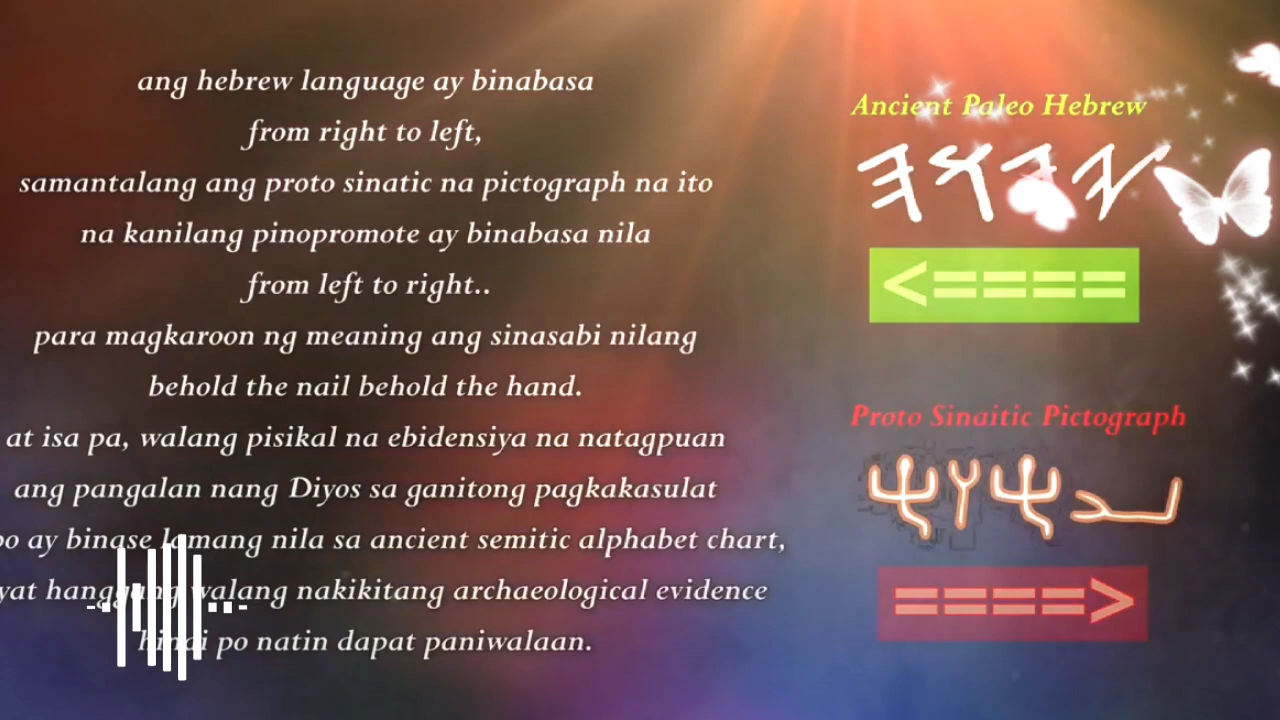 ang hebrew language ay binabasa
from right to left,
samantalang ang proto sinatic na pictograph na ito
na kanilang pinopromote ay binabasa nila
from left to right..
para magkaroon ng meaning ang sinasabi nilang
behold the nail behold the hand.
at isa pa, walang pisikal na ebidensiya na natagpuan
ang pangalan nang Diyos sa ganitong pagkakasulat
ay binase lamang nila sa ancient semitic alphabet chart,
hanggang walang nakikitang archaeological evidence
hindi po natin dapat paniwalaan.
Ancient Paleo Hebrew
𐤉𐤄𐤅𐤄
<====
Proto Sinaitic Pictograph
====>